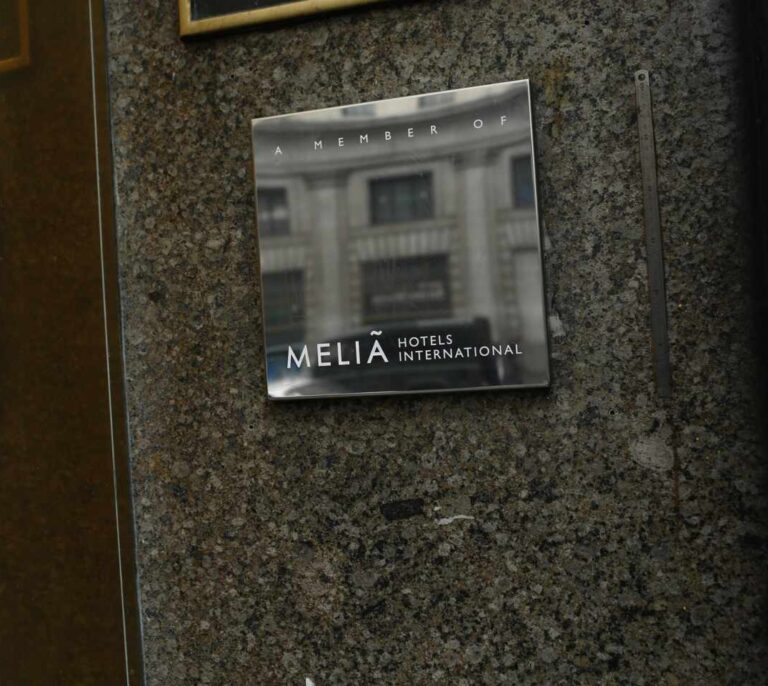 A MEMBER OF
MELIÃ HOTELS
INTERNATIONAL